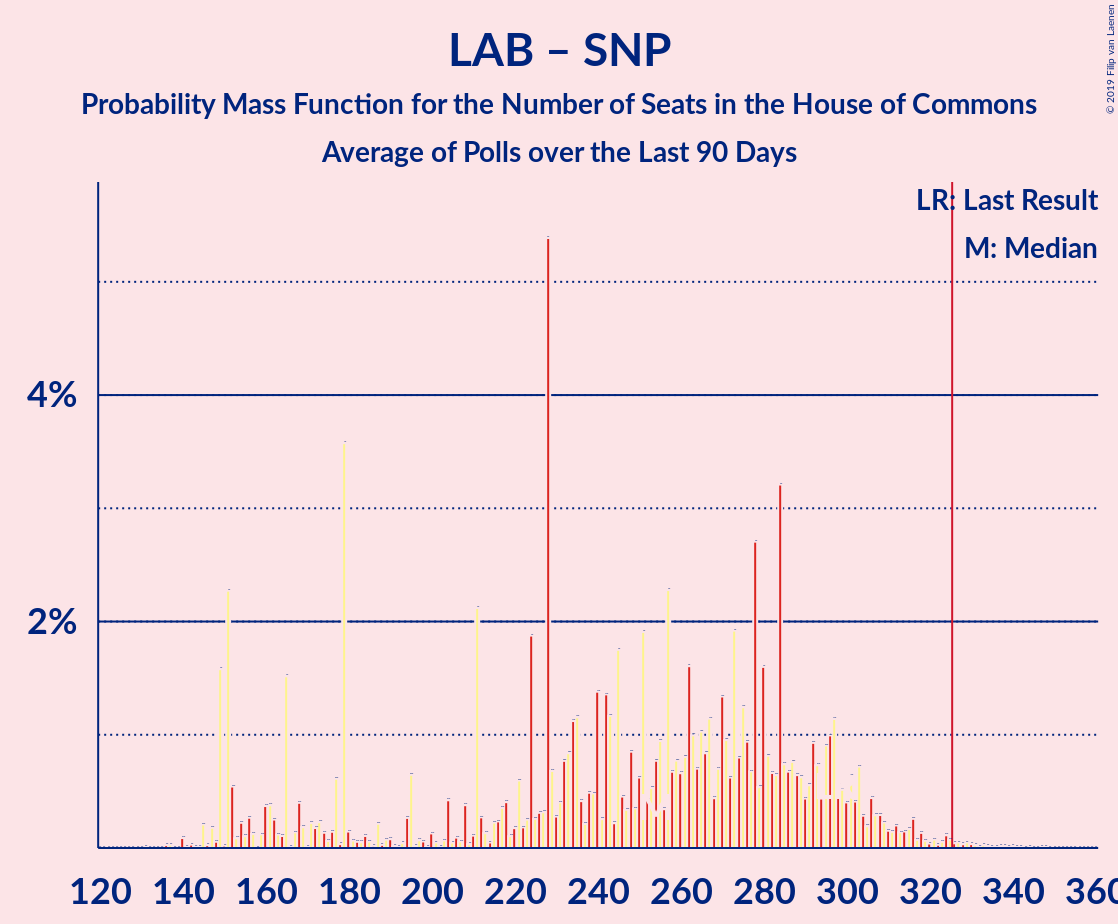 LAB – SNP
Probability Mass Function for the Number of Seats in the House of Commons
Average of Polls over the Last 90 Days
© 2019 Filip van Laenen
LR: Last Result
M: Median
4%
2%
120 140 160 180 200 220 240 260 280 300 320 340 360